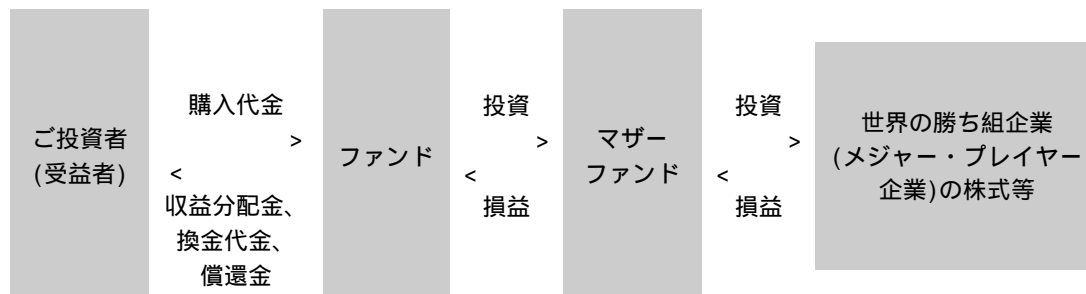 ご投資者
(受益者)
購入代金
>
<
収益分配金、
換金代金、
償還金
ファンド
投資
>
<
損益
マザー
ファンド
投資
>
<
損益
世界の勝ち組企業
(メジャー・プレイヤー
企業)の株式等